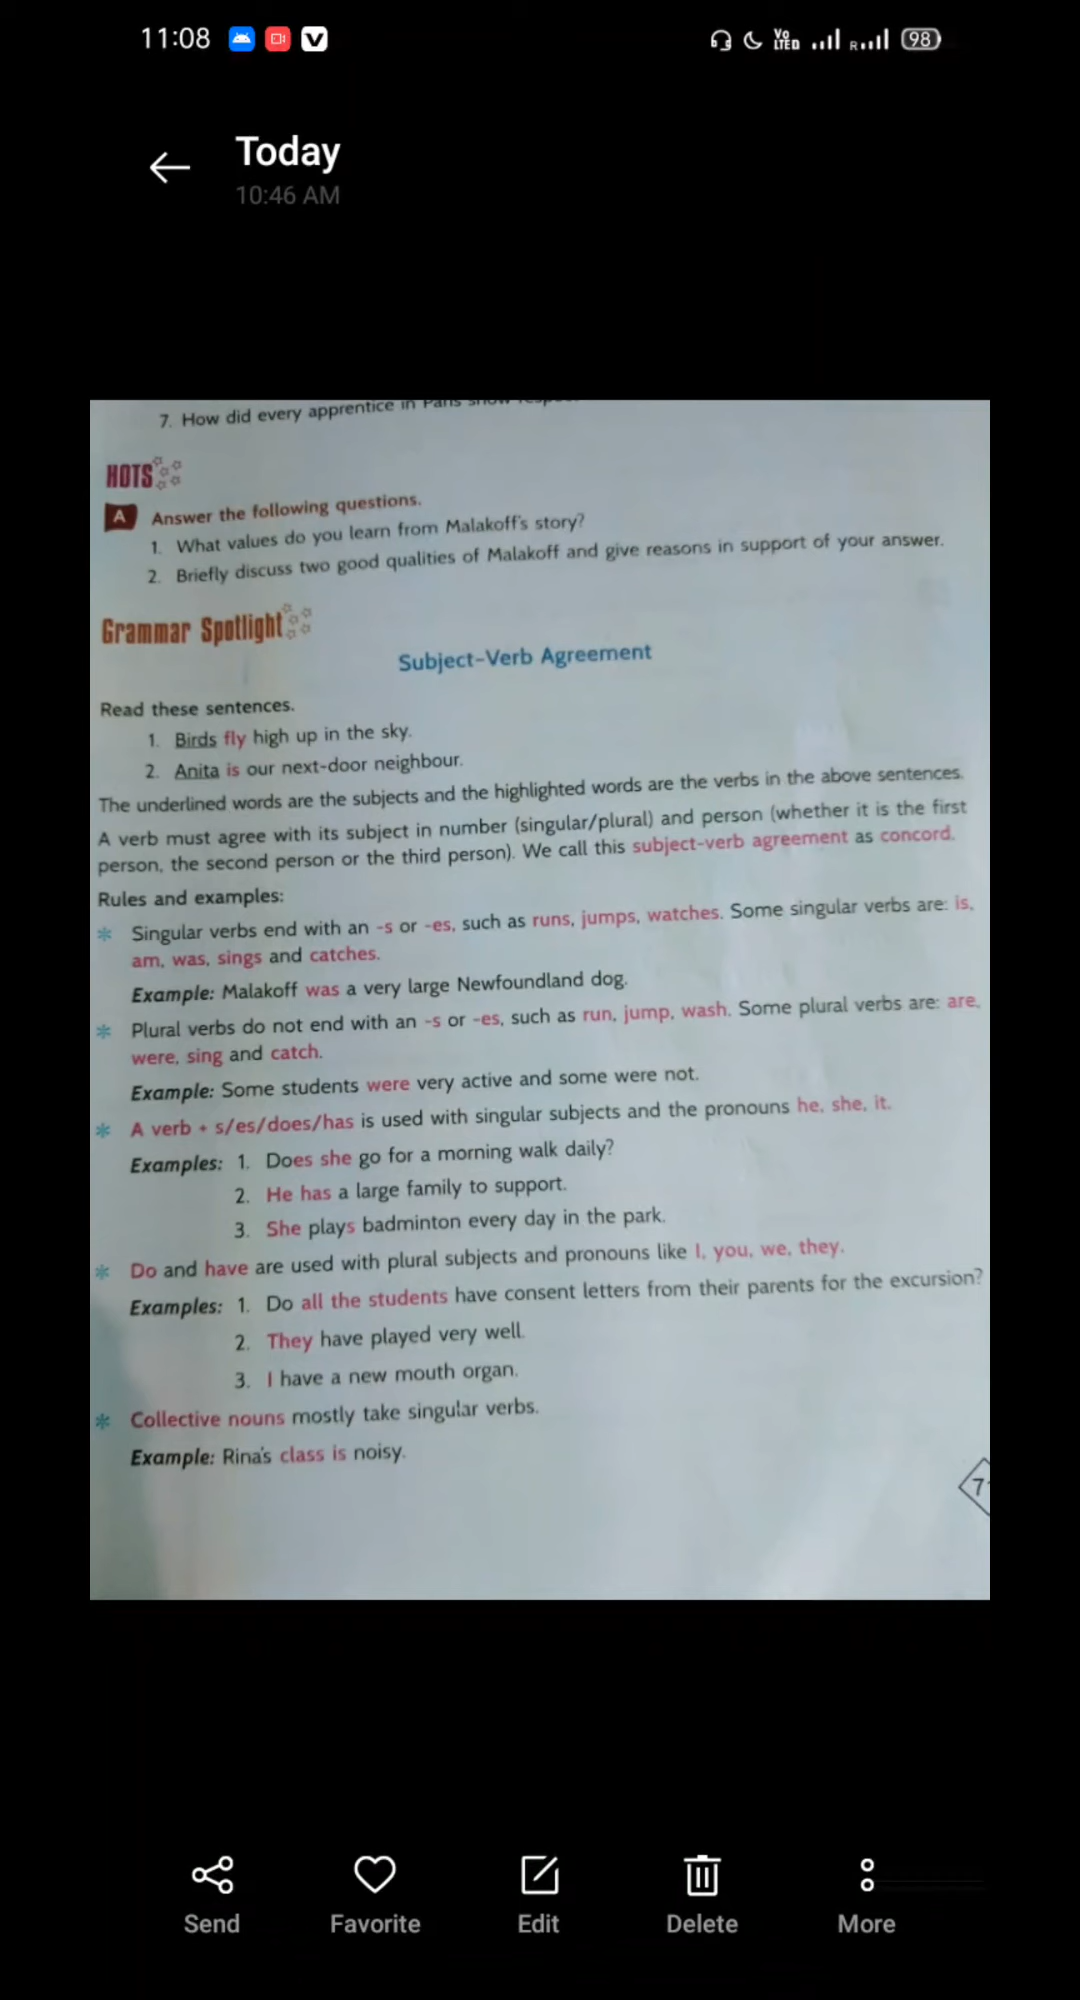 11:08
VO LTED R 98
Today
10:46 AM
7. How did every apprentice in Paris show
HOTS
A Answer the following questions.
1. What values do you learn from Malakoff's story?
2. Briefly discuss two good qualities of Malakoff and give reasons in support of your answer.
Grammar Spotlight
Subject-Verb Agreement
Read these sentences.
1. Birds fly high up in the sky.
2. Anita is our next-door neighbour.
The underlined words are the subjects and the highlighted words are the verbs in the above sentences.
A verb must agree with its subject in number (singular/plural) and person (whether it is the first
person, the second person or the third person). We call this subject-verb agreement as concord.
Rules and examples:
* Singular verbs end with an -s or -es, such as runs, jumps, watches. Some singular verbs are: is,
am, was, sings and catches.
Example: Malakoff was a very large Newfoundland dog.
* Plural verbs do not end with an -s or -es, such as run, jump, wash. Some plural verbs are: are,
were, sing and catch.
Example: Some students were very active and some were not.
* A verb + s/es/does/has is used with singular subjects and the pronouns he, she, it.
Examples: 1. Does she go for a morning walk daily?
2. He has a large family to support.
3. She plays badminton every day in the park.
* Do and have are used with plural subjects and pronouns like I, you, we, they.
Examples: 1. Do all the students have consent letters from their parents for the excursion?
2. They have played very well.
3. I have a new mouth organ.
* Collective nouns mostly take singular verbs.
Example: Rina's class is noisy.
7
Send Favorite Edit Delete More